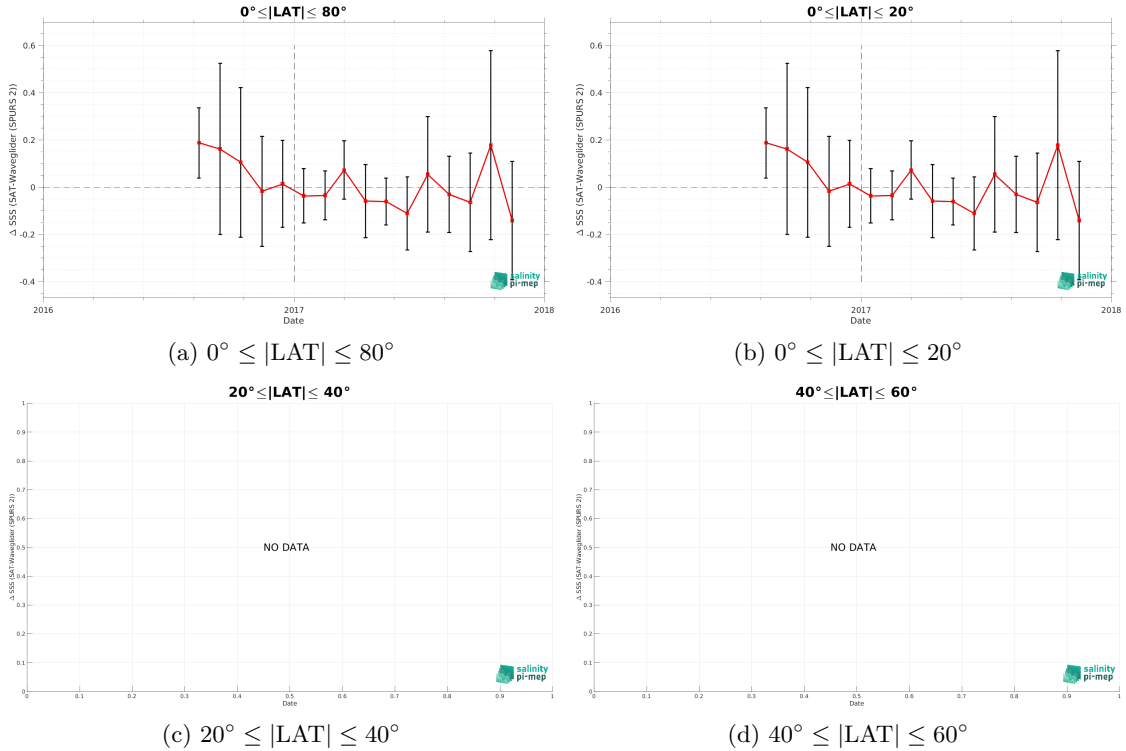 0°≤|LAT|≤ 80°
Δ SSS (SAT-Waveglider (SPURS 2))
0.6
0.4
0.2
0
-0.2
-0.4
2016
2017
2018
Date
salinity
pi-mep
(a) 0° ≤ |LAT| ≤ 80°
0°≤|LAT|≤ 20°
Δ SSS (SAT-Waveglider (SPURS 2))
0.6
0.4
0.2
0
-0.2
-0.4
2016
2017
2018
Date
salinity
pi-mep
(b) 0° ≤ |LAT| ≤ 20°
20°≤|LAT|≤ 40°
Δ SSS (SAT-Waveglider (SPURS 2))
1
0.9
0.8
0.7
0.6
0.5
0.4
0.3
0.2
0.1
0
NO DATA
0 0.1 0.2 0.3 0.4 0.5 0.6 0.7 0.8 0.9 1
Date
salinity
pi-mep
(c) 20° ≤ |LAT| ≤ 40°
40°≤|LAT|≤ 60°
Δ SSS (SAT-Waveglider (SPURS 2))
1
0.9
0.8
0.7
0.6
0.5
0.4
0.3
0.2
0.1
0
NO DATA
0 0.1 0.2 0.3 0.4 0.5 0.6 0.7 0.8 0.9 1
Date
salinity
pi-mep
(d) 40° ≤ |LAT| ≤ 60°